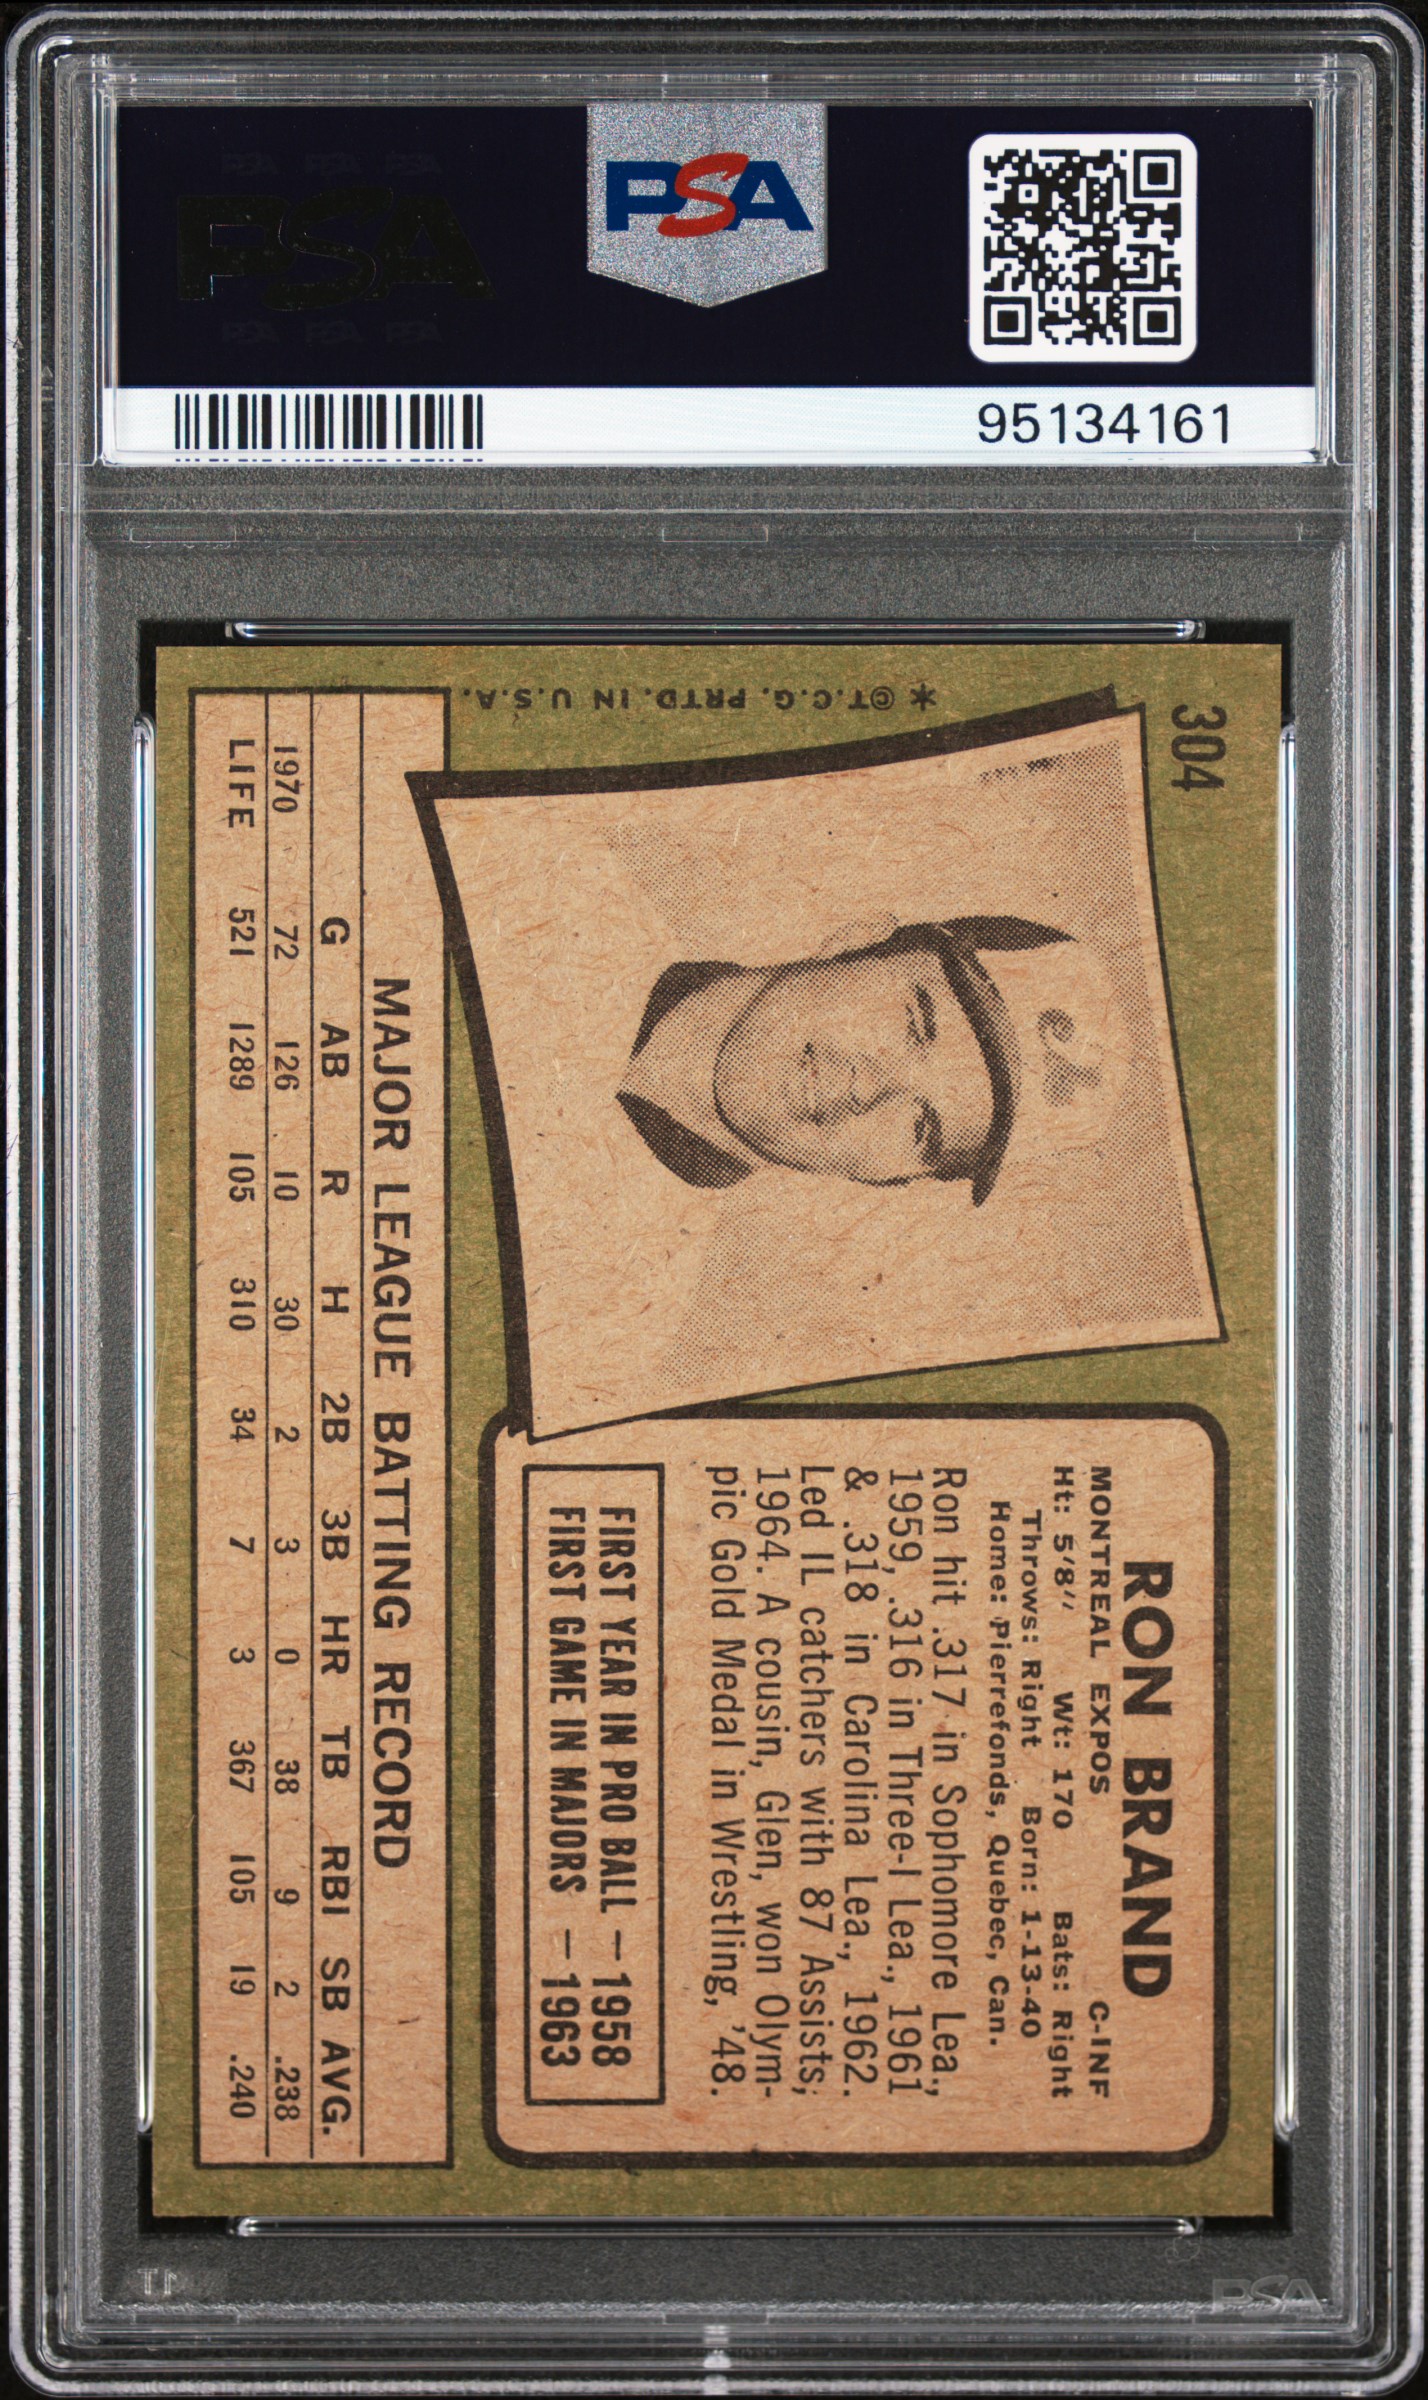 PSA
PSA
95134161
304
RON BRAND
MONTREAL EXPOS C-INF
Ht: 5'8'' Wt: 170 Bats: Right
Throws: Right Born: 1-13-40
Home: Pierrefonds, Quebec, Can.
Ron hit .317 in Sophomore Lea.,
1959, .316 in Three-I Lea., 1961
& .318 in Carolina Lea., 1962.
Led IL catchers with 87 Assists,
1964. A cousin, Glen, won Olym-
pic Gold Medal in Wrestling, '48.
FIRST YEAR IN PRO BALL — 1958
FIRST GAME IN MAJORS — 1963
* ©T.C.G. PRTD. IN U.S.A.
MAJOR LEAGUE BATTING RECORD
G AB R H 2B 3B HR TB RBI SB AVG.
1970 72 126 10 30 2 3 0 38 9 2 .238
LIFE 521 1289 105 310 34 7 3 367 105 19 .240
PSA